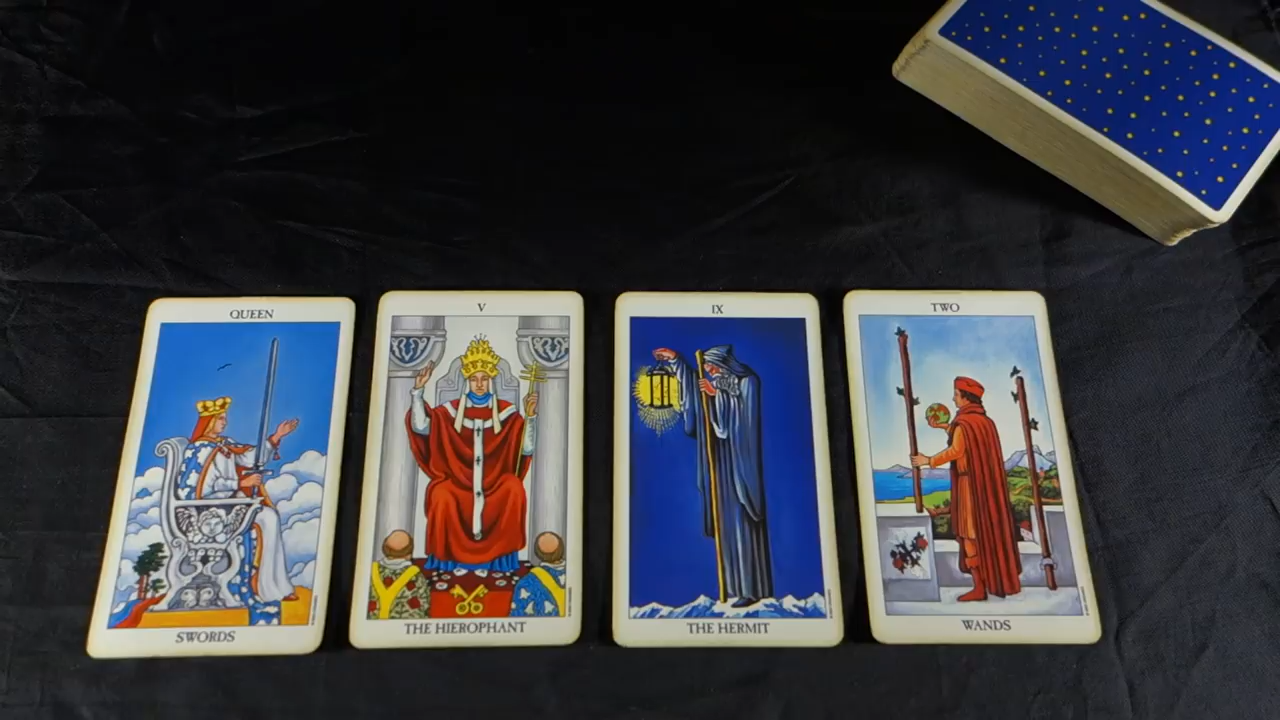 QUEEN
SWORDS
V
THE HIEROPHANT
IX
THE HERMIT
TWO
WANDS